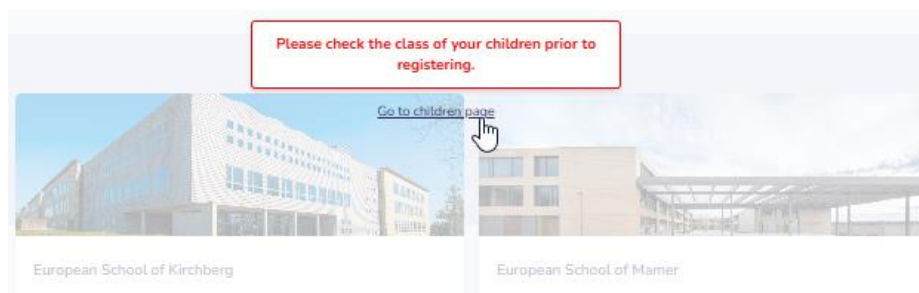 Please check the class of your children prior to
registering.
Go to children page
European School of Kirchberg
European School of Mamer